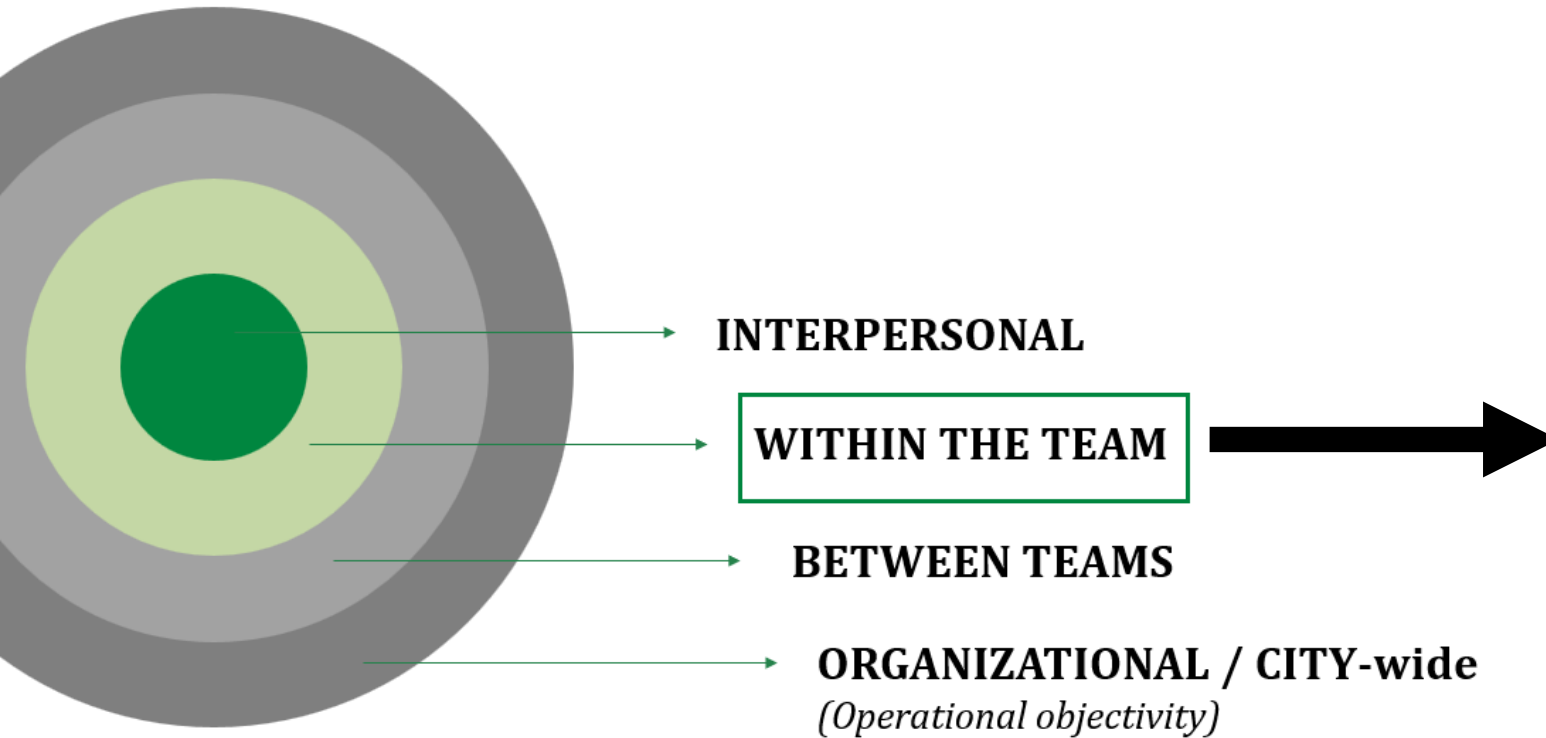 INTERPERSONAL
WITHIN THE TEAM
BETWEEN TEAMS
ORGANIZATIONAL / CITY-wide
(Operational objectivity)